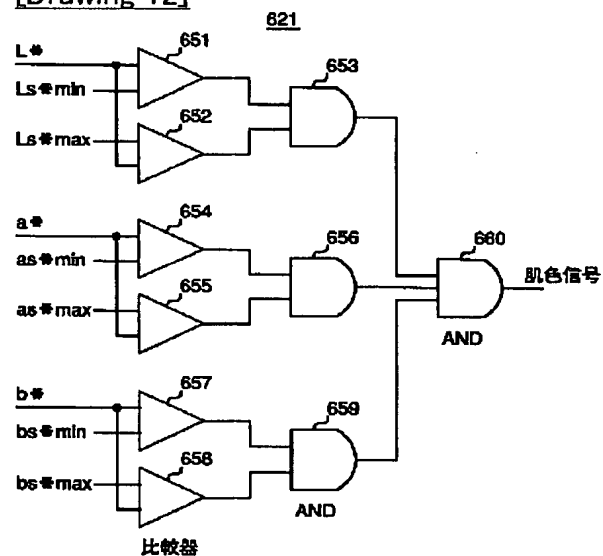 [Drawing 12]
621
L*
651
653
Ls*min
652
Ls*max
a*
654
656
660
as*min
肌色信号
655
as*max
AND
b*
657
659
bs*min
658
bs*max
AND
比較器